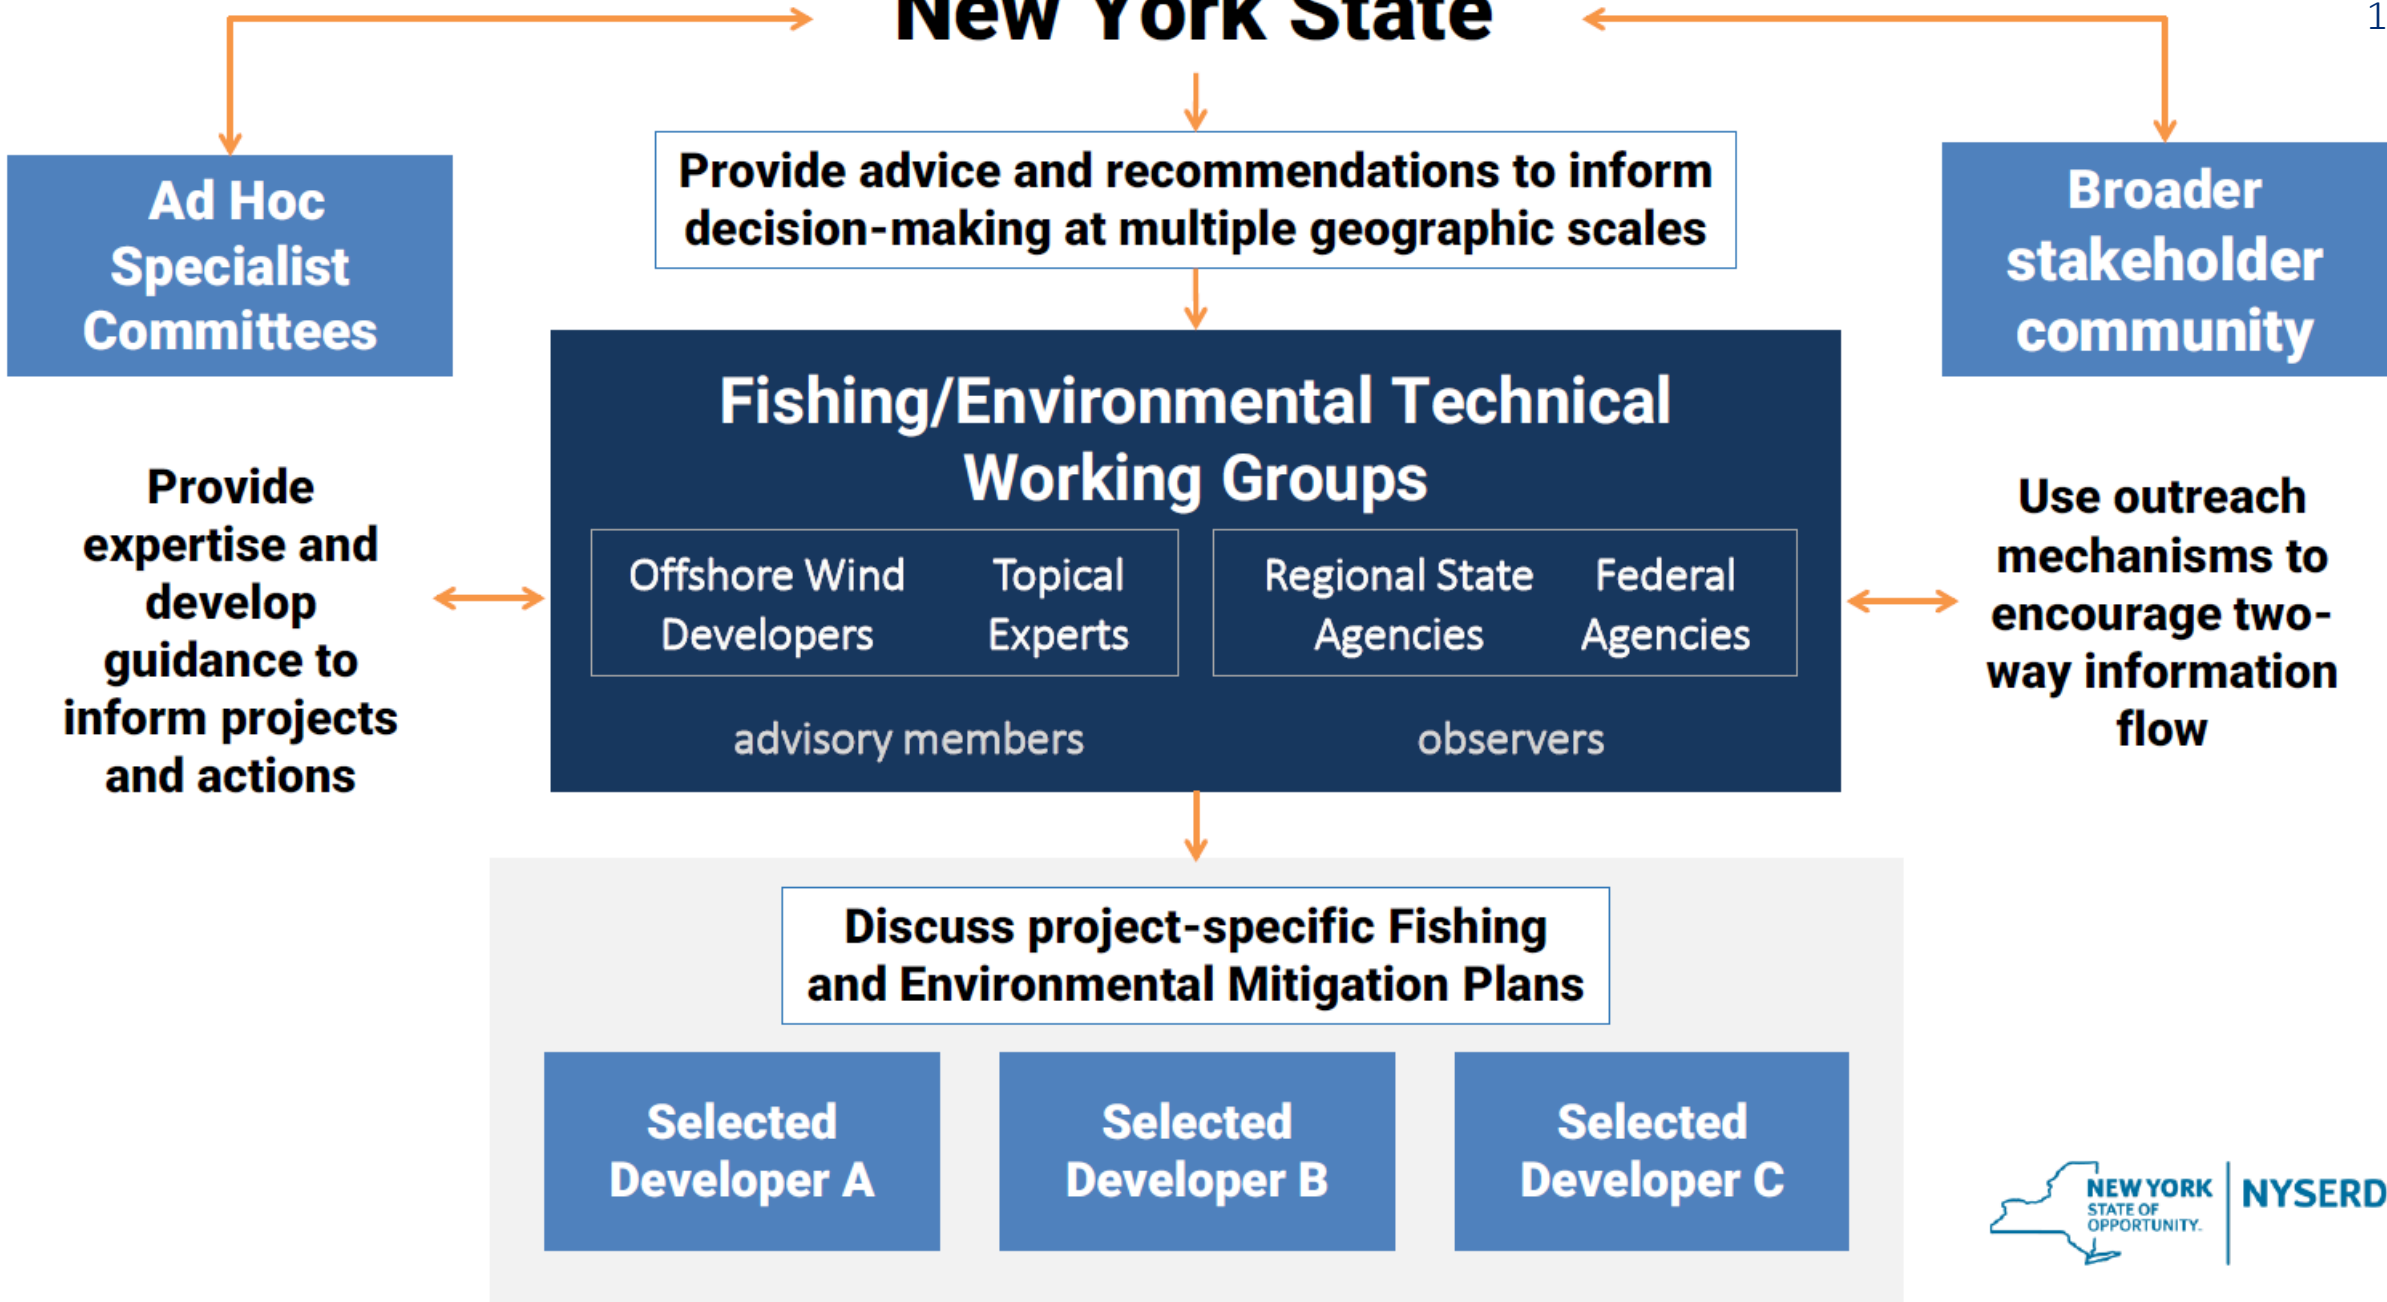 New York State
1
Provide advice and recommendations to inform
decision-making at multiple geographic scales
Ad Hoc
Specialist
Committees
Broader
stakeholder
community
Fishing/Environmental Technical
Working Groups
Offshore Wind
Developers
Topical
Experts
Regional State
Agencies
Federal
Agencies
advisory members
observers
Provide
expertise and
develop
guidance to
inform projects
and actions
Use outreach
mechanisms to
encourage two-
way information
flow
Discuss project-specific Fishing
and Environmental Mitigation Plans
Selected
Developer A
Selected
Developer B
Selected
Developer C
NEW YORK
STATE OF
OPPORTUNITY.
NYSERD